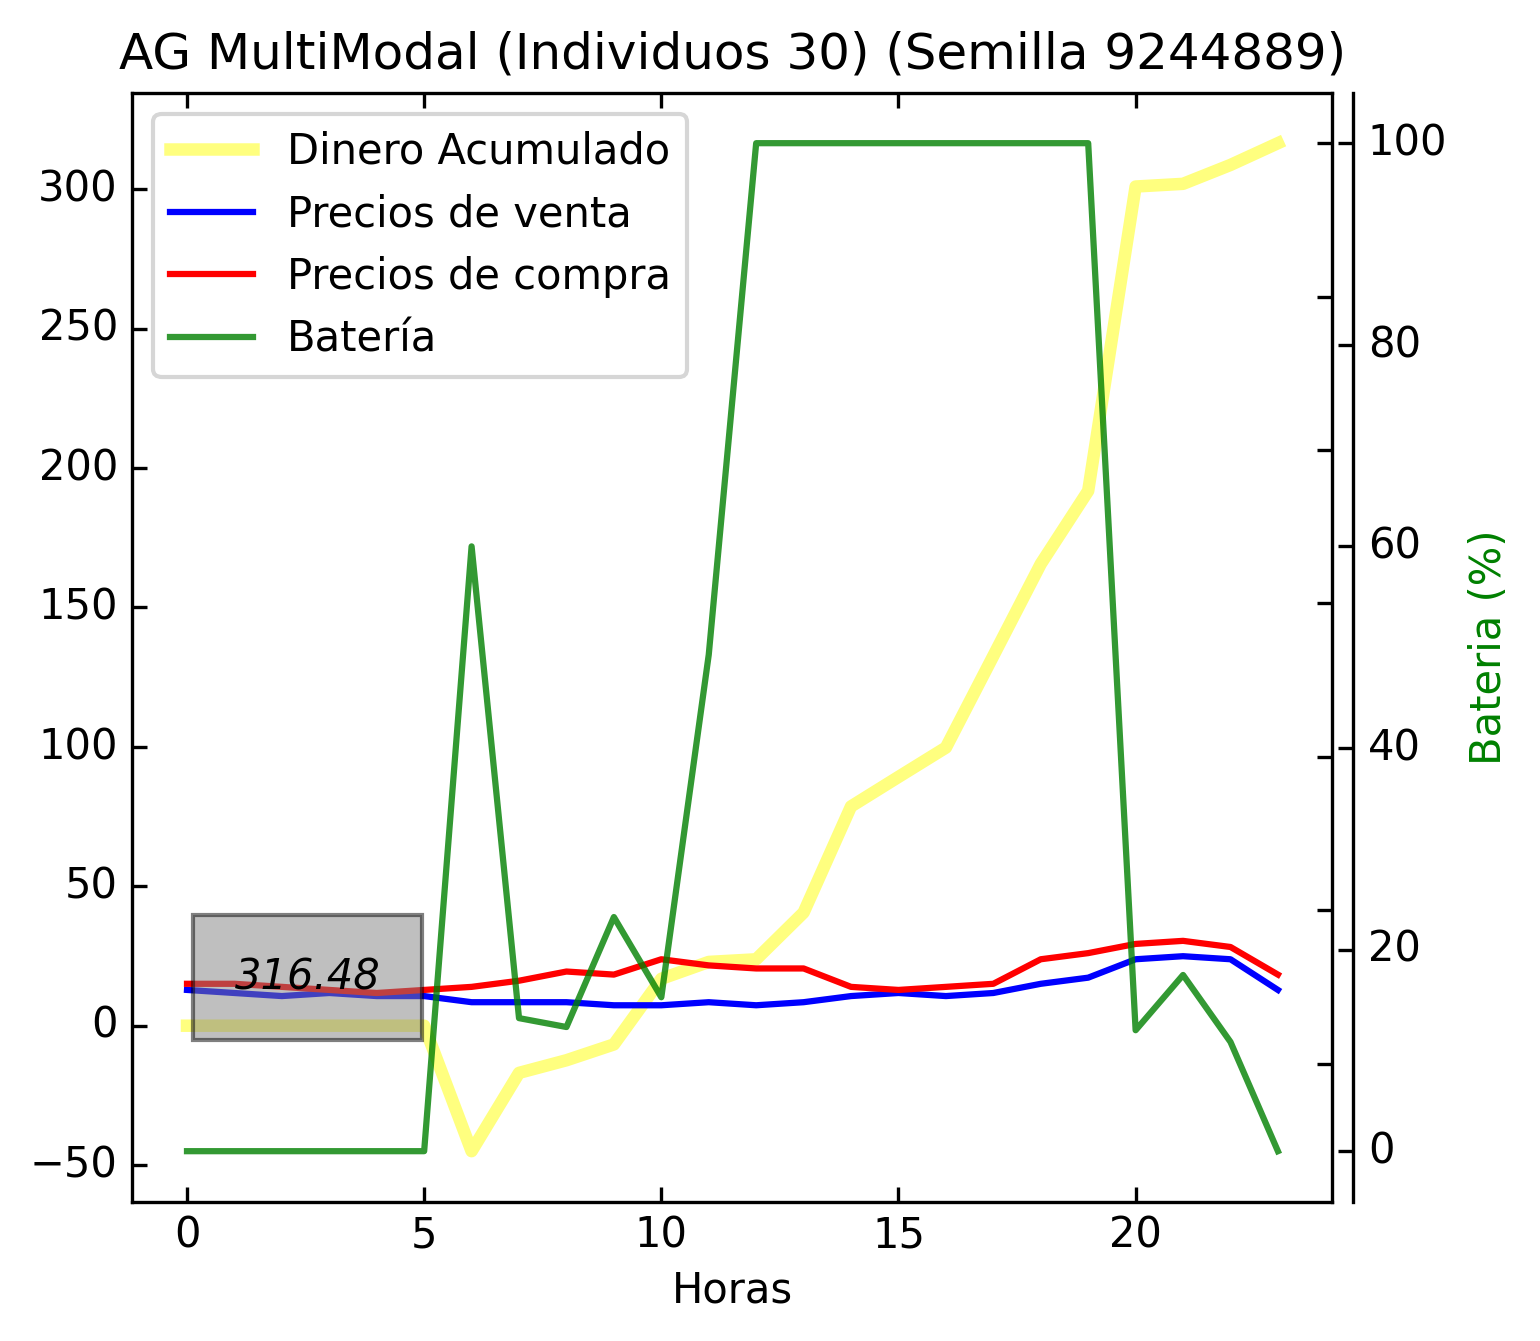 AG MultiModal (Individuos 30) (Semilla 9244889)
Dinero Acumulado
Precios de venta
Precios de compra
Batería
300
250
200
150
100
50
0
−50
316.48
100
80
60
40
20
0
Bateria (%)
0 5 10 15 20
Horas